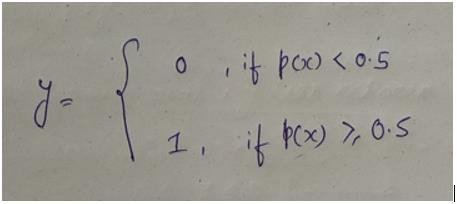 y = { 0 , if p(x) < 0.5
1 , if p(x) ≥ 0.5